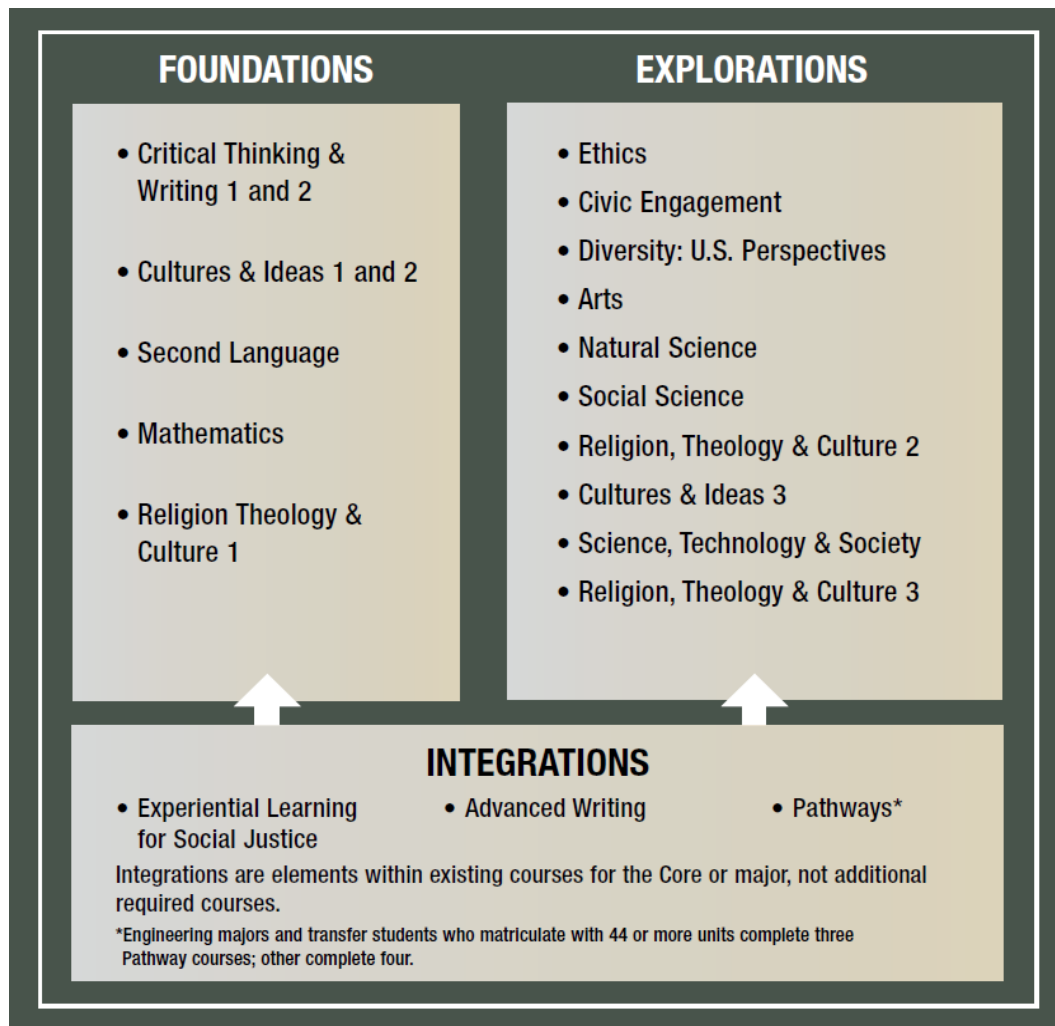 FOUNDATIONS
• Critical Thinking &
Writing 1 and 2
• Cultures & Ideas 1 and 2
• Second Language
• Mathematics
• Religion Theology &
Culture 1
EXPLORATIONS
• Ethics
• Civic Engagement
• Diversity: U.S. Perspectives
• Arts
• Natural Science
• Social Science
• Religion, Theology & Culture 2
• Cultures & Ideas 3
• Science, Technology & Society
• Religion, Theology & Culture 3
INTEGRATIONS
• Experiential Learning
for Social Justice
• Advanced Writing
• Pathways*
Integrations are elements within existing courses for the Core or major, not additional
required courses.
*Engineering majors and transfer students who matriculate with 44 or more units complete three
Pathway courses; other complete four.